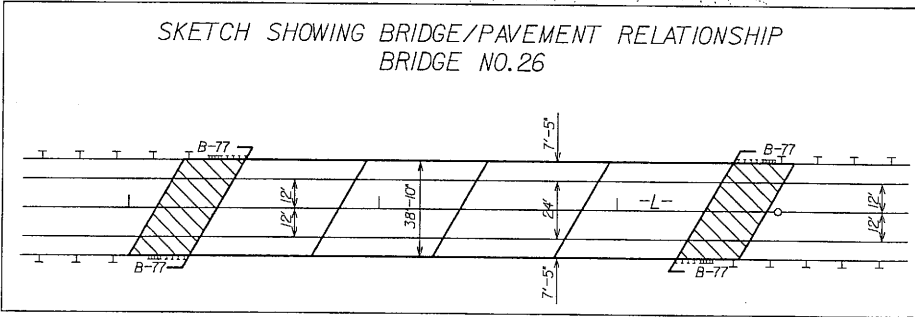 SKETCH SHOWING BRIDGE/PAVEMENT RELATIONSHIP
BRIDGE NO.26
B-77
B-77
7'-5"
12'
12'
38'-10"
24'
-L-
12'
12'
B-77
B-77
7'-5"